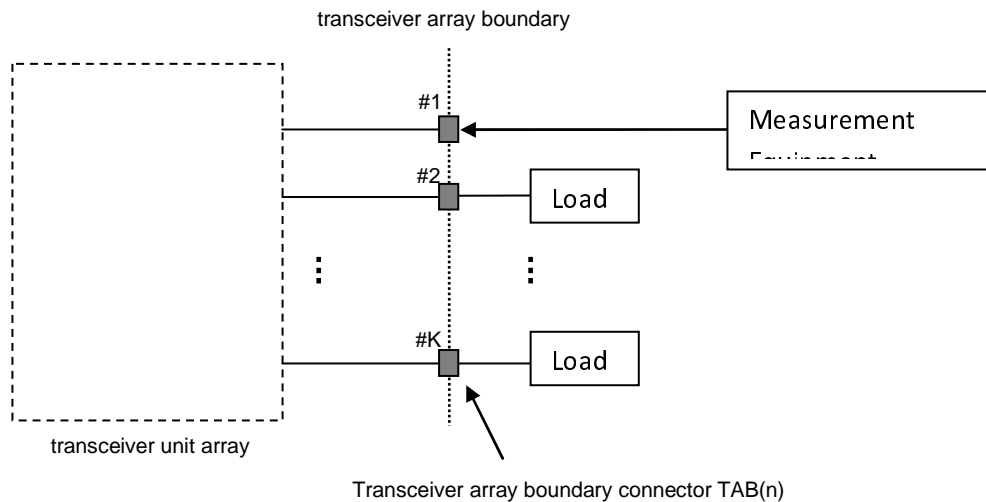 transceiver array boundary
#1
Measurement
#2
Load
#K
Load
transceiver unit array
Transceiver array boundary connector TAB(n)